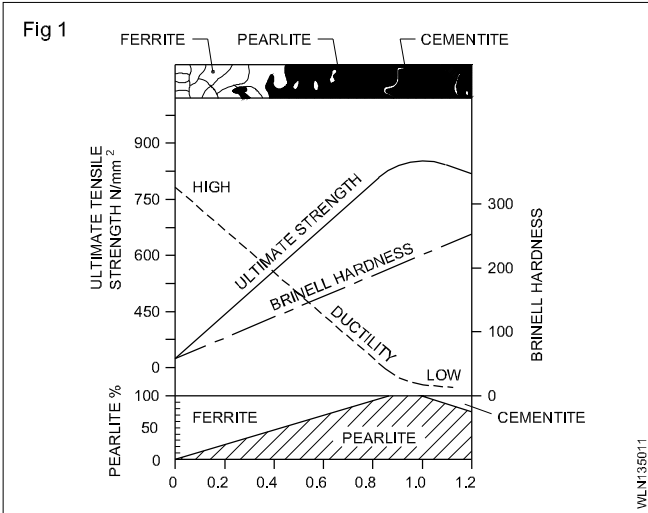 Fig 1
FERRITE
PEARLITE
CEMENTITE
ULTIMATE TENSILE
STRENGTH N/mm2
900
750
600
450
0
HIGH
ULTIMATE STRENGTH
BRINELL HARDNESS
DUCTILITY
LOW
300
200
100
0
BRINELL HARDNESS
PEARLITE %
100
50
0
FERRITE
PEARLITE
CEMENTITE
0 0.2 0.4 0.6 0.8 1.0 1.2
WLN135011